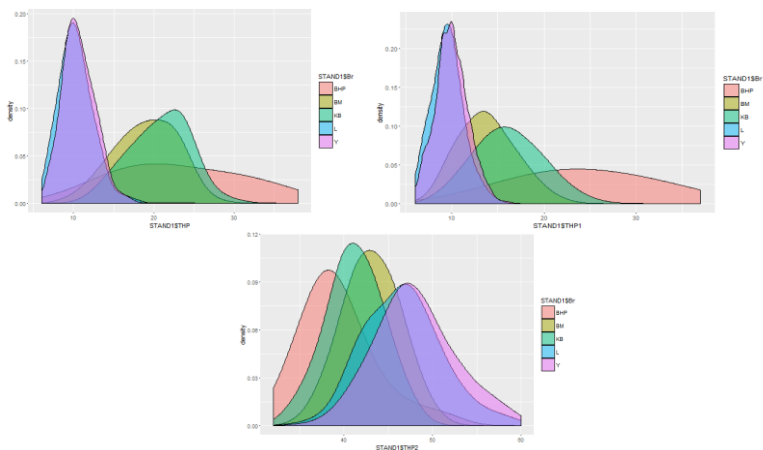 0.20
0.15
0.10
0.05
0.00
density
10
20
30
STAND1$THP
STAND1$Br
BHP
BM
KB
L
Y
0.20
0.15
0.10
0.05
0.00
density
10
20
30
STAND1$THP1
STAND1$Br
BHP
BM
KB
L
Y
0.12
0.09
0.06
0.03
0.00
density
40
50
60
STAND1$THP2
STAND1$Br
BHP
BM
KB
L
Y